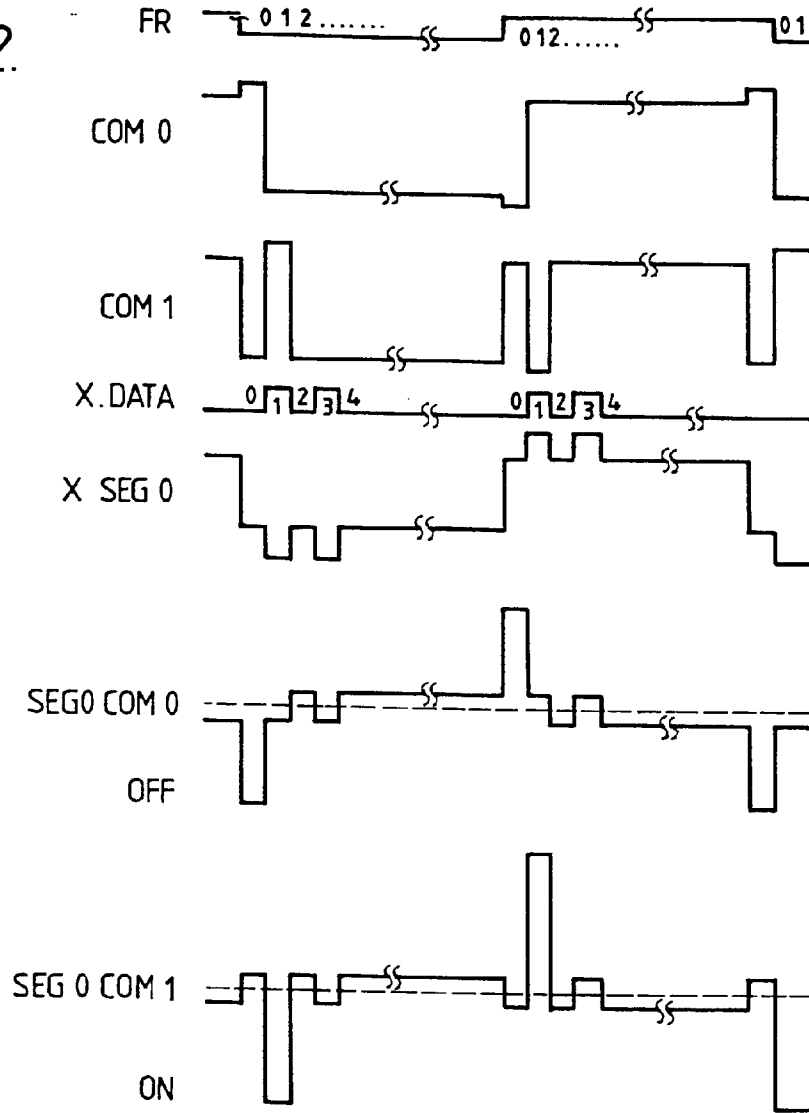 FR 0 1 2 ....... 0 1
0 1 2 ......
COM 0
COM 1
X.DATA 0 1 2 3 4 0 1 2 3 4
X SEG 0
SEG0 COM 0
OFF
SEG 0 COM 1
ON